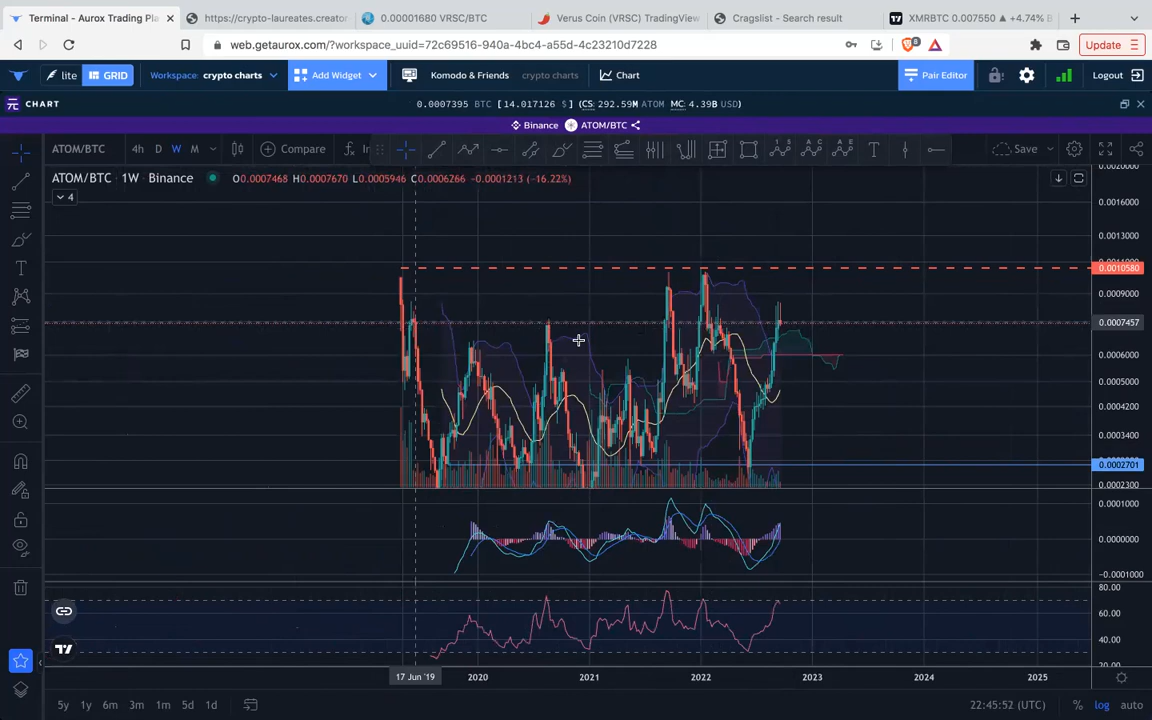 Terminal - Aurox Trading Pla
https://crypto-laureates.creator
0.00001680 VRSC/BTC
Verus Coin (VRSC) TradingView
Cragslist - Search result
XMRBTC 0.007550 ▲ +4.74% B
web.getaurox.com/?workspace_uuid=72c69516-940a-4bc4-a55d-4c23210d7228
8
Update
lite
GRID
Workspace: crypto charts
Add Widget
Komodo & Friends
crypto charts
Chart
Pair Editor
Logout
元 CHART
0.0007395 BTC [14.017126 $] (CS: 292.59M ATOM MC: 4.39B USD)
Binance ATOM/BTC
ATOM/BTC
4h D W M
Compare
In
Save
ATOM/BTC · 1W · Binance
O0.0007468 H0.0007670 L0.0005946 C0.0006266 -0.0001213 (-16.22%)
4
0.0020000
0.0016000
0.0013000
0.0010580
0.0009000
0.0007457
0.0006000
0.0005000
0.0004200
0.0003400
0.0002701
0.0002300
0.0001000
0.0000000
-0.0001000
80.00
60.00
40.00
20.00
17 Jun '19 2020 2021 2022 2023 2024 2025
5y 1y 6m 3m 1m 5d 1d
22:45:52 (UTC) % log auto